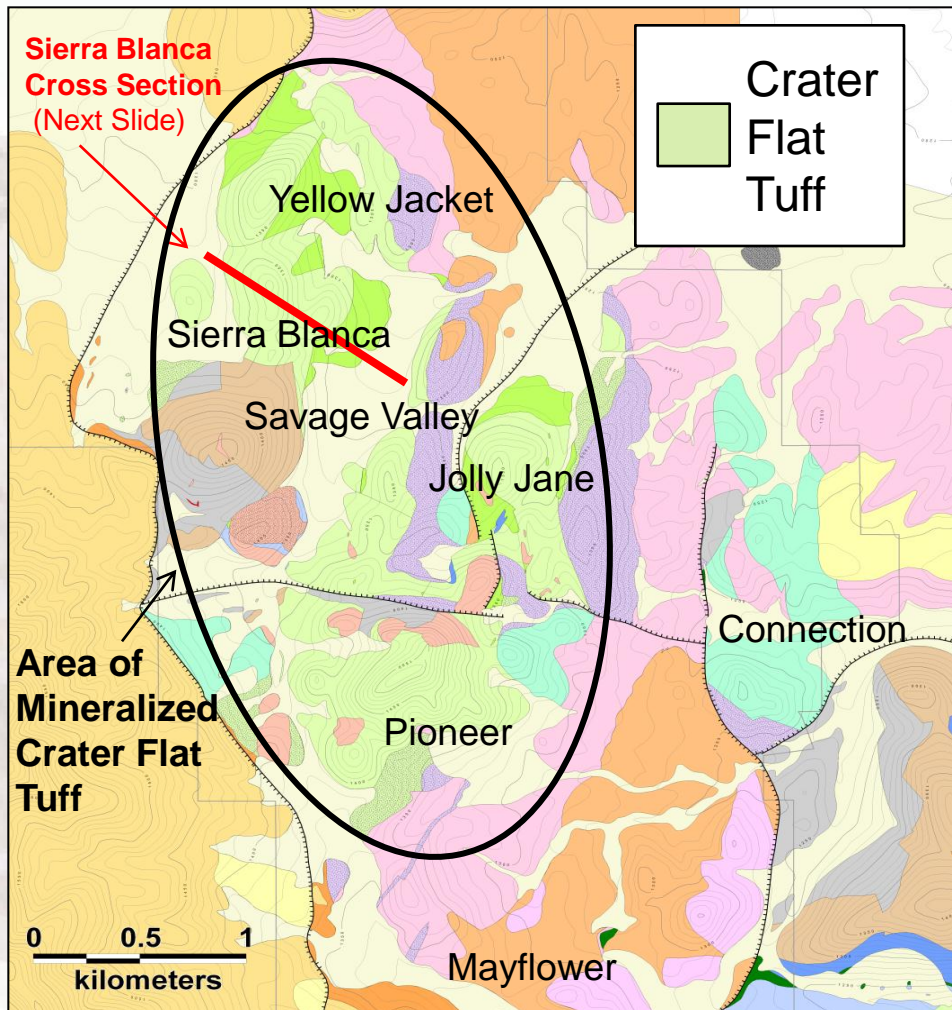 Sierra Blanca
Cross Section
(Next Slide)
Crater
Flat
Tuff
Yellow Jacket
Sierra Blanca
Savage Valley
Jolly Jane
Connection
Area of
Mineralized
Crater Flat
Tuff
Pioneer
Mayflower
0 0.5 1
kilometers